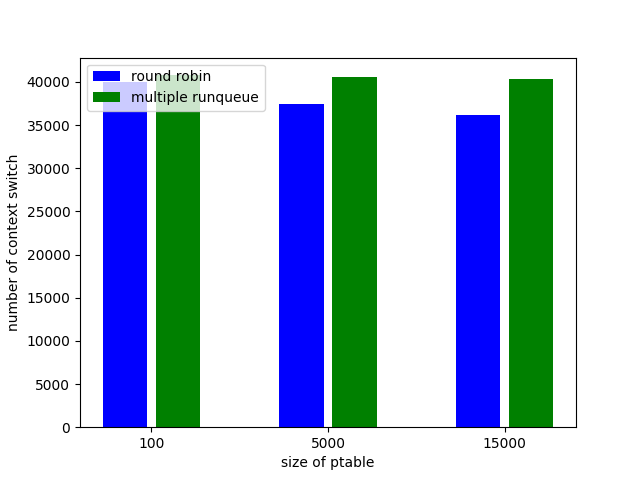 round robin
multiple runqueue
40000
35000
30000
25000
20000
15000
10000
5000
0
number of context switch
100 5000 15000
size of ptable